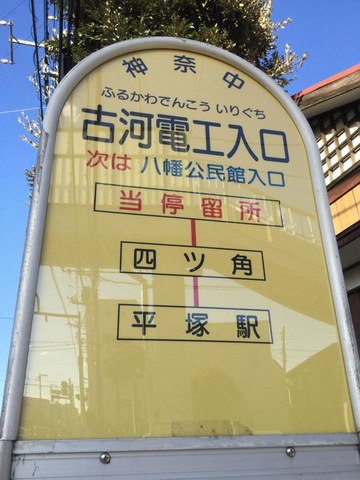 神奈中
ふるかわでんこう いりぐち
古河電工入口
次は 八幡公民館入口
当停留所
四ツ角
平塚駅